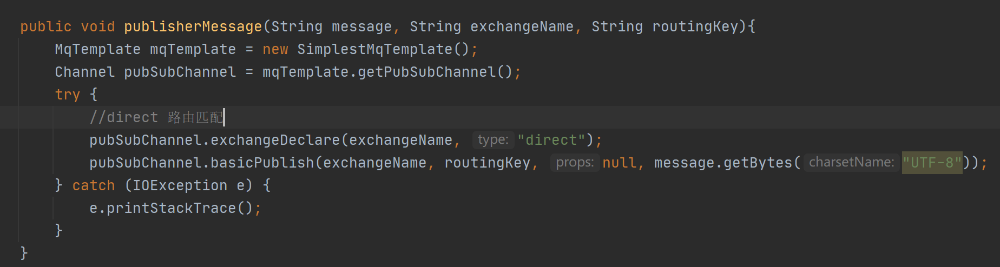 public void publisherMessage(String message, String exchangeName, String routingKey){
MqTemplate mqTemplate = new SimplestMqTemplate();
Channel pubSubChannel = mqTemplate.getPubSubChannel();
try {
//direct 路由匹配
pubSubChannel.exchangeDeclare(exchangeName, type: "direct");
pubSubChannel.basicPublish(exchangeName, routingKey, props: null, message.getBytes( charsetName: "UTF-8"));
} catch (IOException e) {
e.printStackTrace();
}
}